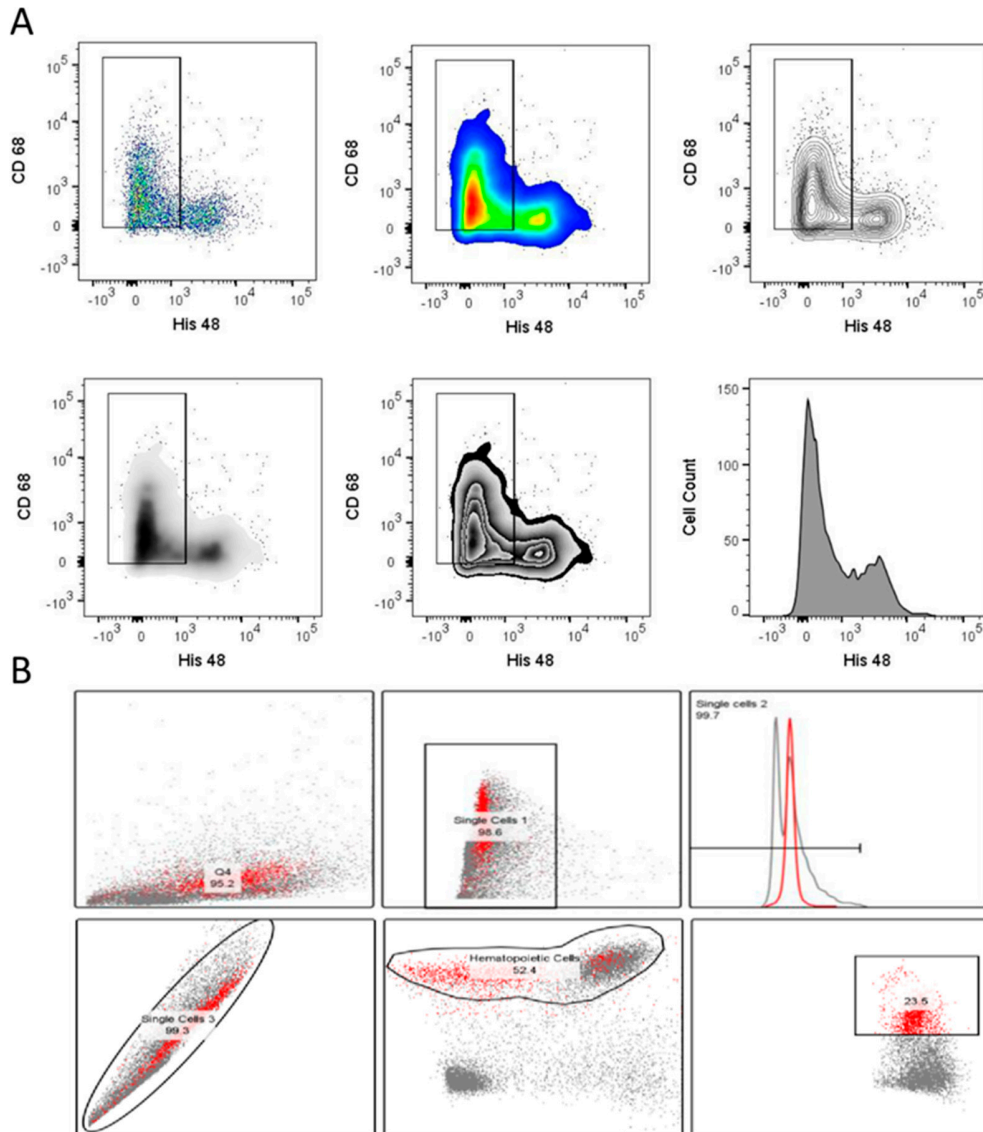 A
CD 68
10^5
10^4
10^3
0
-10^3
-10^3 0 10^3 10^4 10^5
His 48
CD 68
10^5
10^4
10^3
0
-10^3
-10^3 0 10^3 10^4 10^5
His 48
CD 68
10^5
10^4
10^3
0
-10^3
-10^3 0 10^3 10^4 10^5
His 48
CD 68
10^5
10^4
10^3
0
-10^3
-10^3 0 10^3 10^4 10^5
His 48
CD 68
10^5
10^4
10^3
0
-10^3
-10^3 0 10^3 10^4 10^5
His 48
Cell Count
150
100
50
0
-10^3 0 10^3 10^4 10^5
His 48
B
Q4
95.2
Single Cells 1
98.6
Single cells 2
99.7
Single Cells 3
99.3
Hematopoietic Cells
52.4
23.5